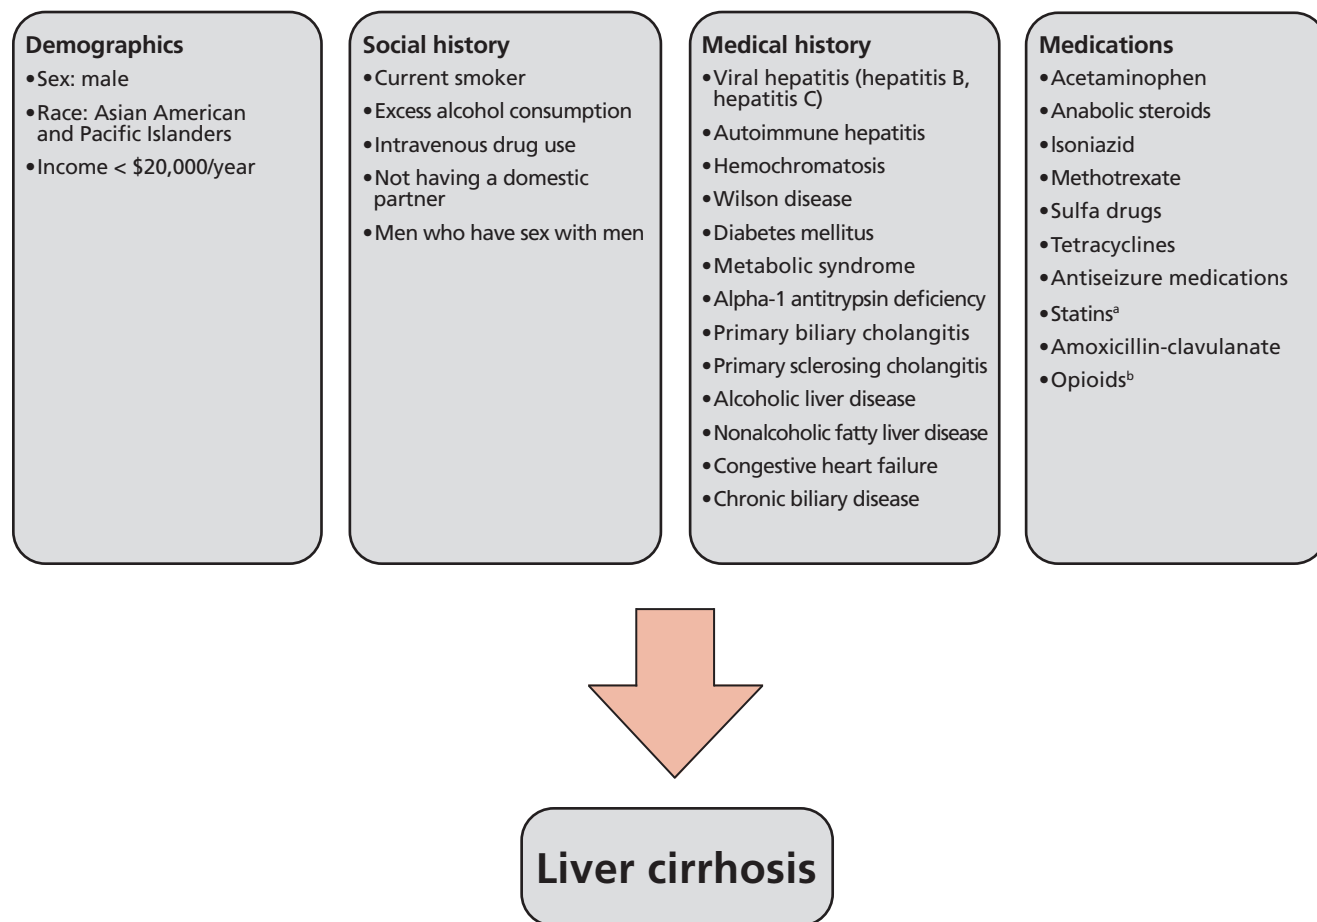 Demographics
•Sex: male
•Race: Asian American
and Pacific Islanders
•Income < $20,000/year
Social history
•Current smoker
•Excess alcohol consumption
•Intravenous drug use
•Not having a domestic
partner
•Men who have sex with men
Medical history
•Viral hepatitis (hepatitis B,
hepatitis C)
•Autoimmune hepatitis
•Hemochromatosis
•Wilson disease
•Diabetes mellitus
•Metabolic syndrome
•Alpha-1 antitrypsin deficiency
•Primary biliary cholangitis
•Primary sclerosing cholangitis
•Alcoholic liver disease
•Nonalcoholic fatty liver disease
•Congestive heart failure
•Chronic biliary disease
Medications
•Acetaminophen
•Anabolic steroids
•Isoniazid
•Methotrexate
•Sulfa drugs
•Tetracyclines
•Antiseizure medications
•Statinsᵃ
•Amoxicillin-clavulanate
•Opioidsᵇ
Liver cirrhosis